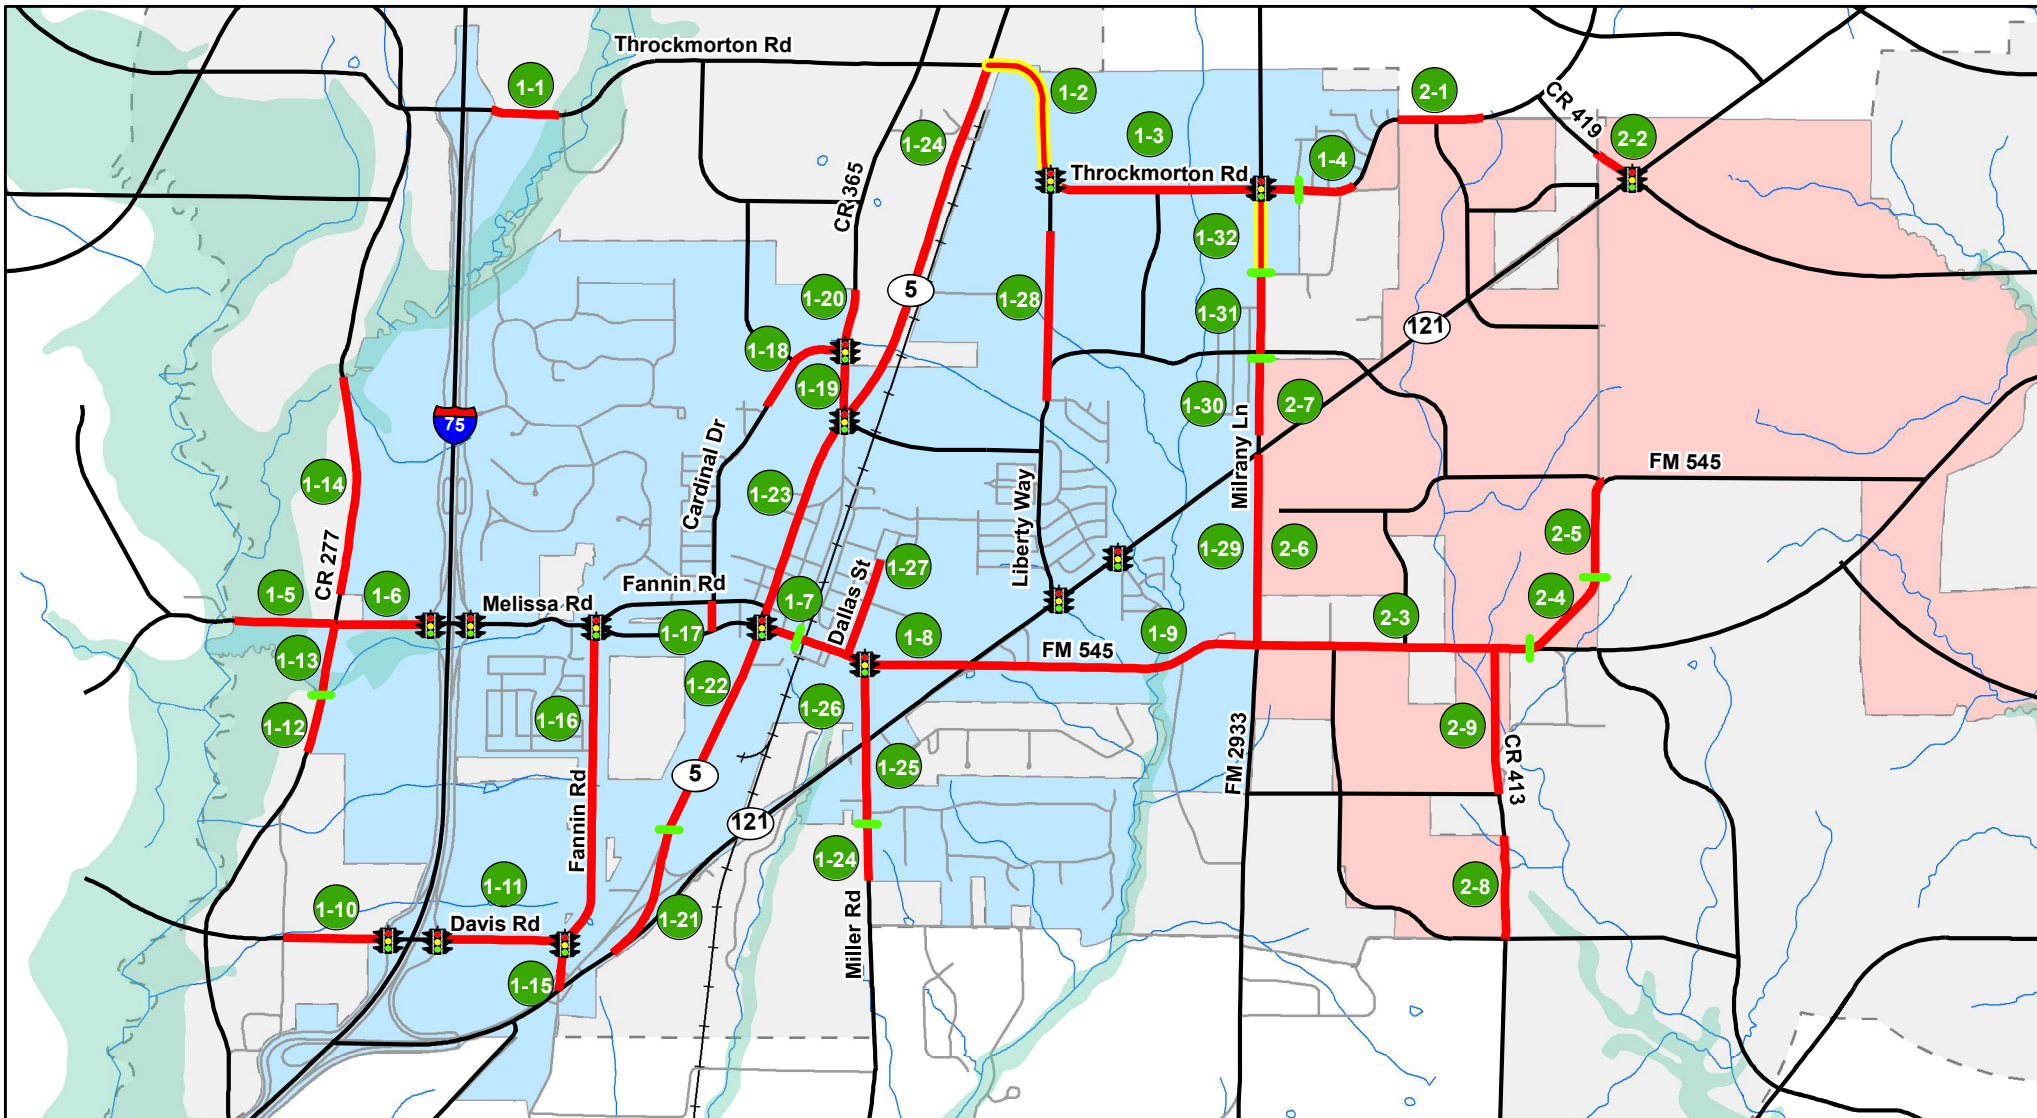 Throckmorton Rd
1-1
1-2
2-1
CR 419
2-2
1-3
1-24
1-4
Throckmorton Rd
CR 365
1-32
5
1-20
1-28
1-31
121
1-18
1-19
1-30
2-7
75
Milrany Ln
Cardinal Dr
FM 545
1-14
1-23
Liberty Way
2-5
1-29
2-6
CR 277
1-27
Fannin Rd
1-5
1-6
1-7
Dallas St
2-4
Melissa Rd
2-3
1-17
1-8
1-9
FM 545
1-13
1-22
1-26
1-12
1-16
2-9
FM 2933
CR 413
5
1-25
Fannin Rd
121
1-24
1-11
2-8
1-10
Davis Rd
1-21
Miller Rd
1-15